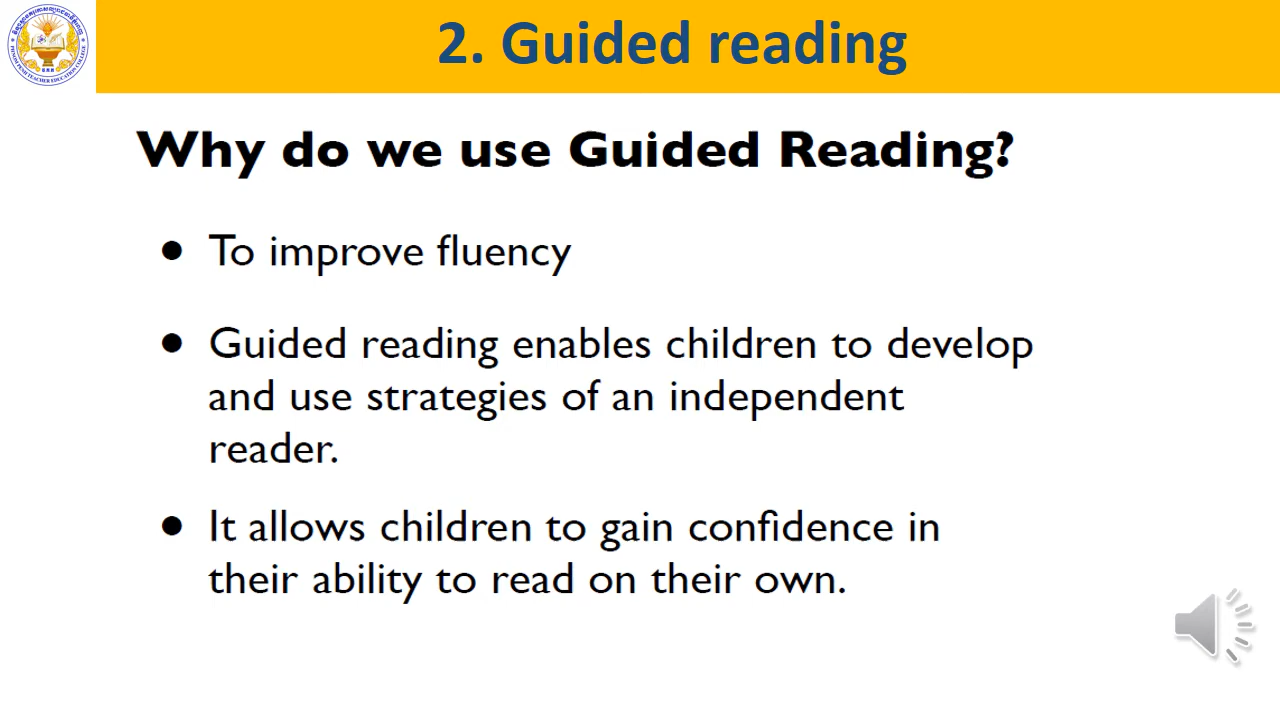 2. Guided reading
Why do we use Guided Reading?
• To improve fluency
• Guided reading enables children to develop
and use strategies of an independent
reader.
• It allows children to gain confidence in
their ability to read on their own.